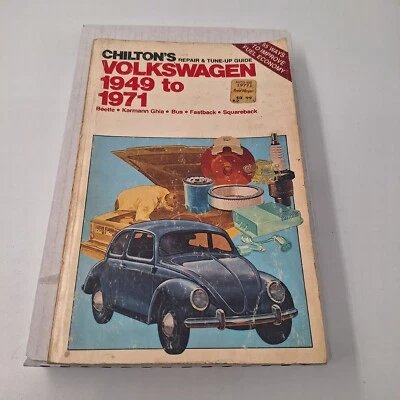 CHILTON'S REPAIR & TUNE-UP GUIDE
VOLKSWAGEN
1949 to
1971
Beetle • Karmann Ghia • Bus • Fastback • Squareback
55 WAYS
TO IMPROVE
FUEL ECONOMY